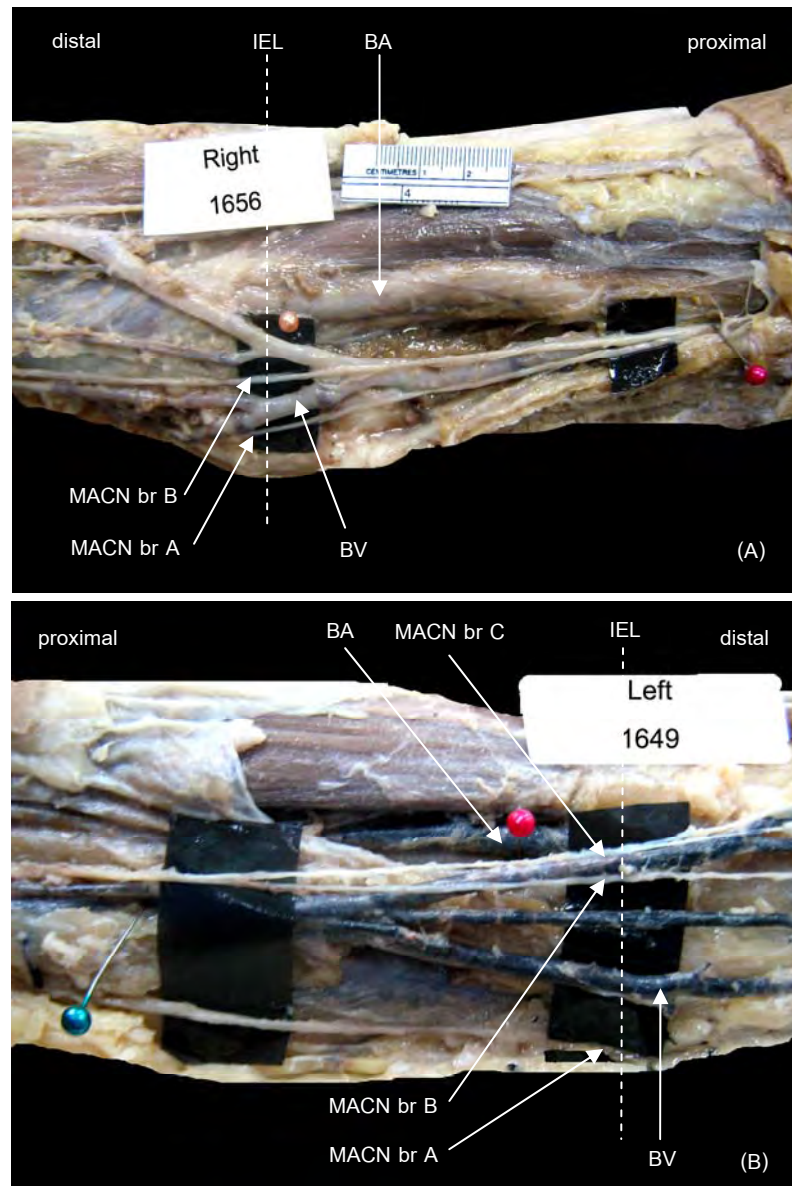 distal IEL BA proximal
Right
1656
CENTIMETRES 1 2
4
MACN br B
MACN br A
BV
(A)
proximal BA MACN br C IEL distal
Left
1649
MACN br B
MACN br A
BV
(B)